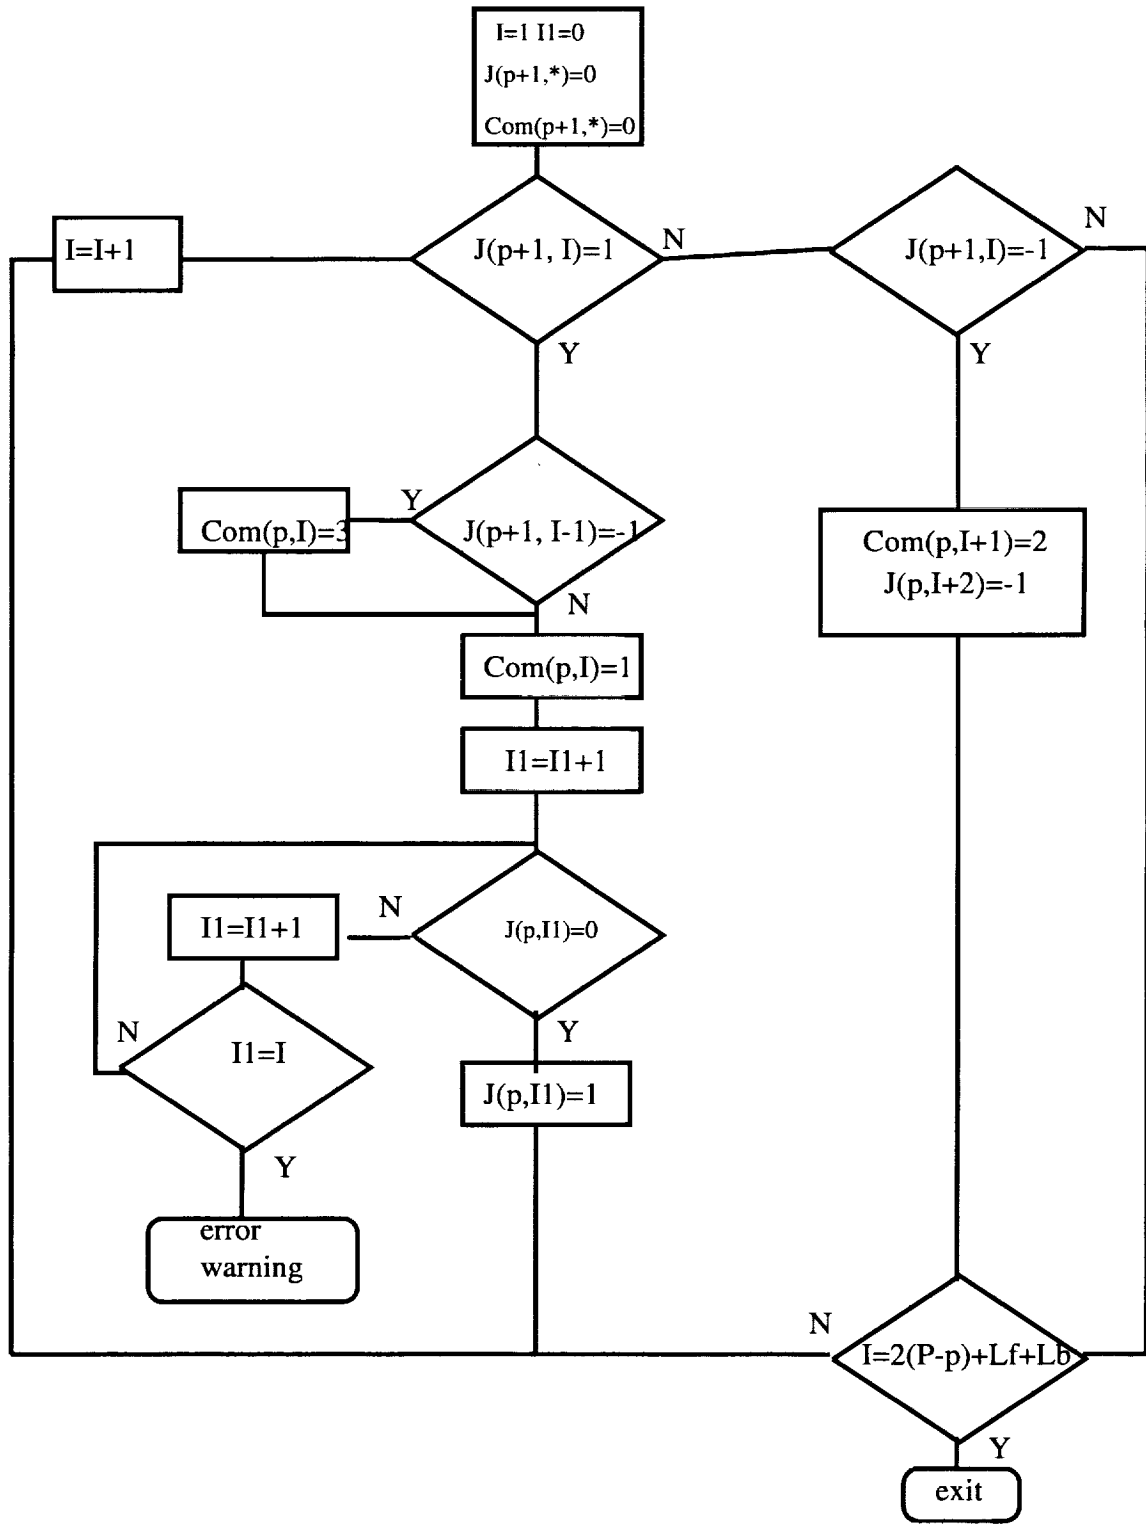 I=1 I1=0
J(p+1,*)=0
Com(p+1,*)=0
I=I+1
J(p+1, I)=1
N
J(p+1,I)=-1
N
Y
Y
Y
Com(p,I)=3
J(p+1, I-1)=-1
N
Com(p,I+1)=2
J(p,I+2)=-1
Com(p,I)=1
I1=I1+1
N
I1=I1+1
J(p,I1)=0
N
I1=I
Y
J(p,I1)=1
Y
error
warning
N
I=2(P-p)+Lf+Lb
Y
exit